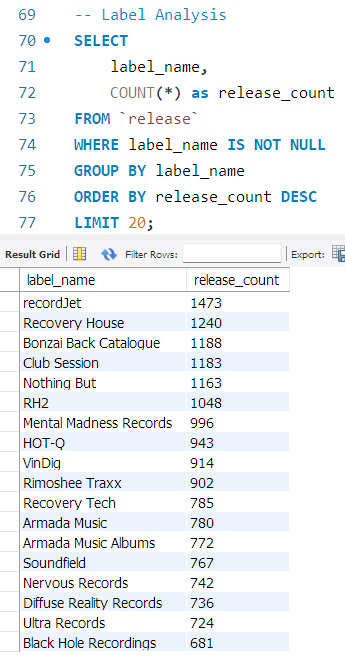 69 -- Label Analysis
70 SELECT
71 label_name,
72 COUNT(*) as release_count
73 FROM `release`
74 WHERE label_name IS NOT NULL
75 GROUP BY label_name
76 ORDER BY release_count DESC
77 LIMIT 20;
Result Grid Filter Rows: Export:
label_name release_count
recordJet 1473
Recovery House 1240
Bonzai Back Catalogue 1188
Club Session 1183
Nothing But 1163
RH2 1048
Mental Madness Records 996
HOT-Q 943
VinDig 914
Rimoshee Traxx 902
Recovery Tech 785
Armada Music 780
Armada Music Albums 772
Soundfield 767
Nervous Records 742
Diffuse Reality Records 736
Ultra Records 724
Black Hole Recordings 681